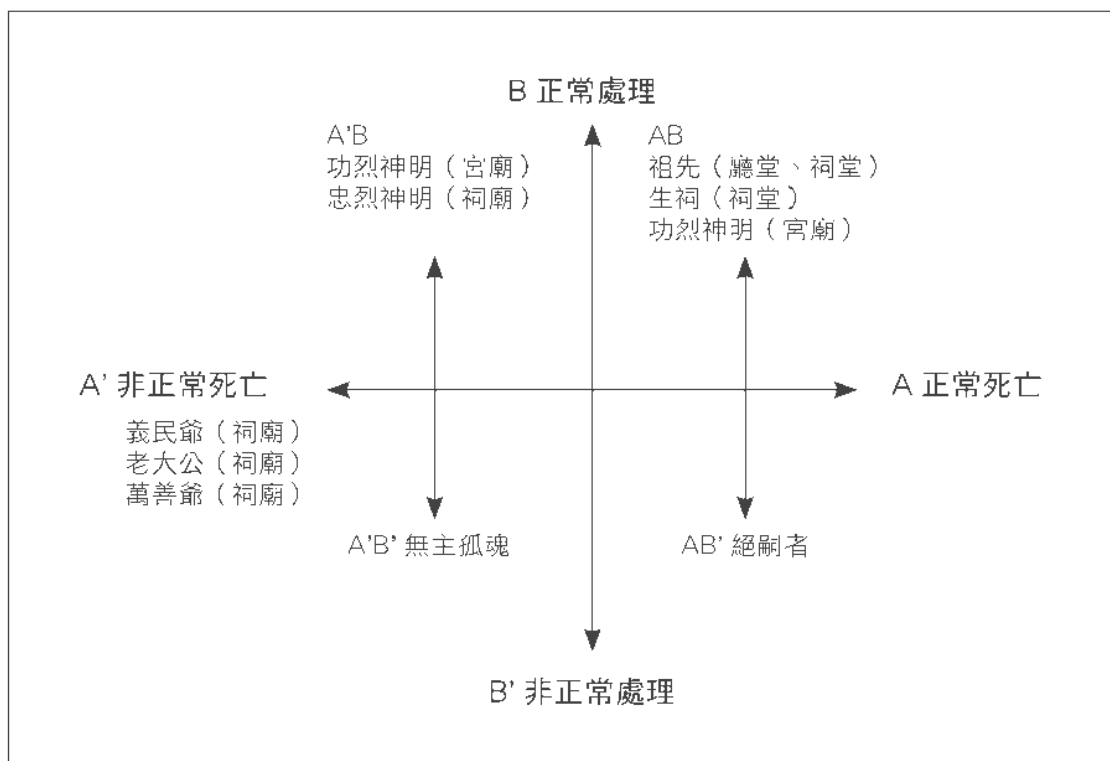 B 正常處理
A'B
功烈神明（宮廟）
忠烈神明（祠廟）
AB
祖先（廳堂、祠堂）
生祠（祠堂）
功烈神明（宮廟）
A' 非正常死亡
A 正常死亡
義民爺（祠廟）
老大公（祠廟）
萬善爺（祠廟）
A'B' 無主孤魂
AB' 絕嗣者
B' 非正常處理